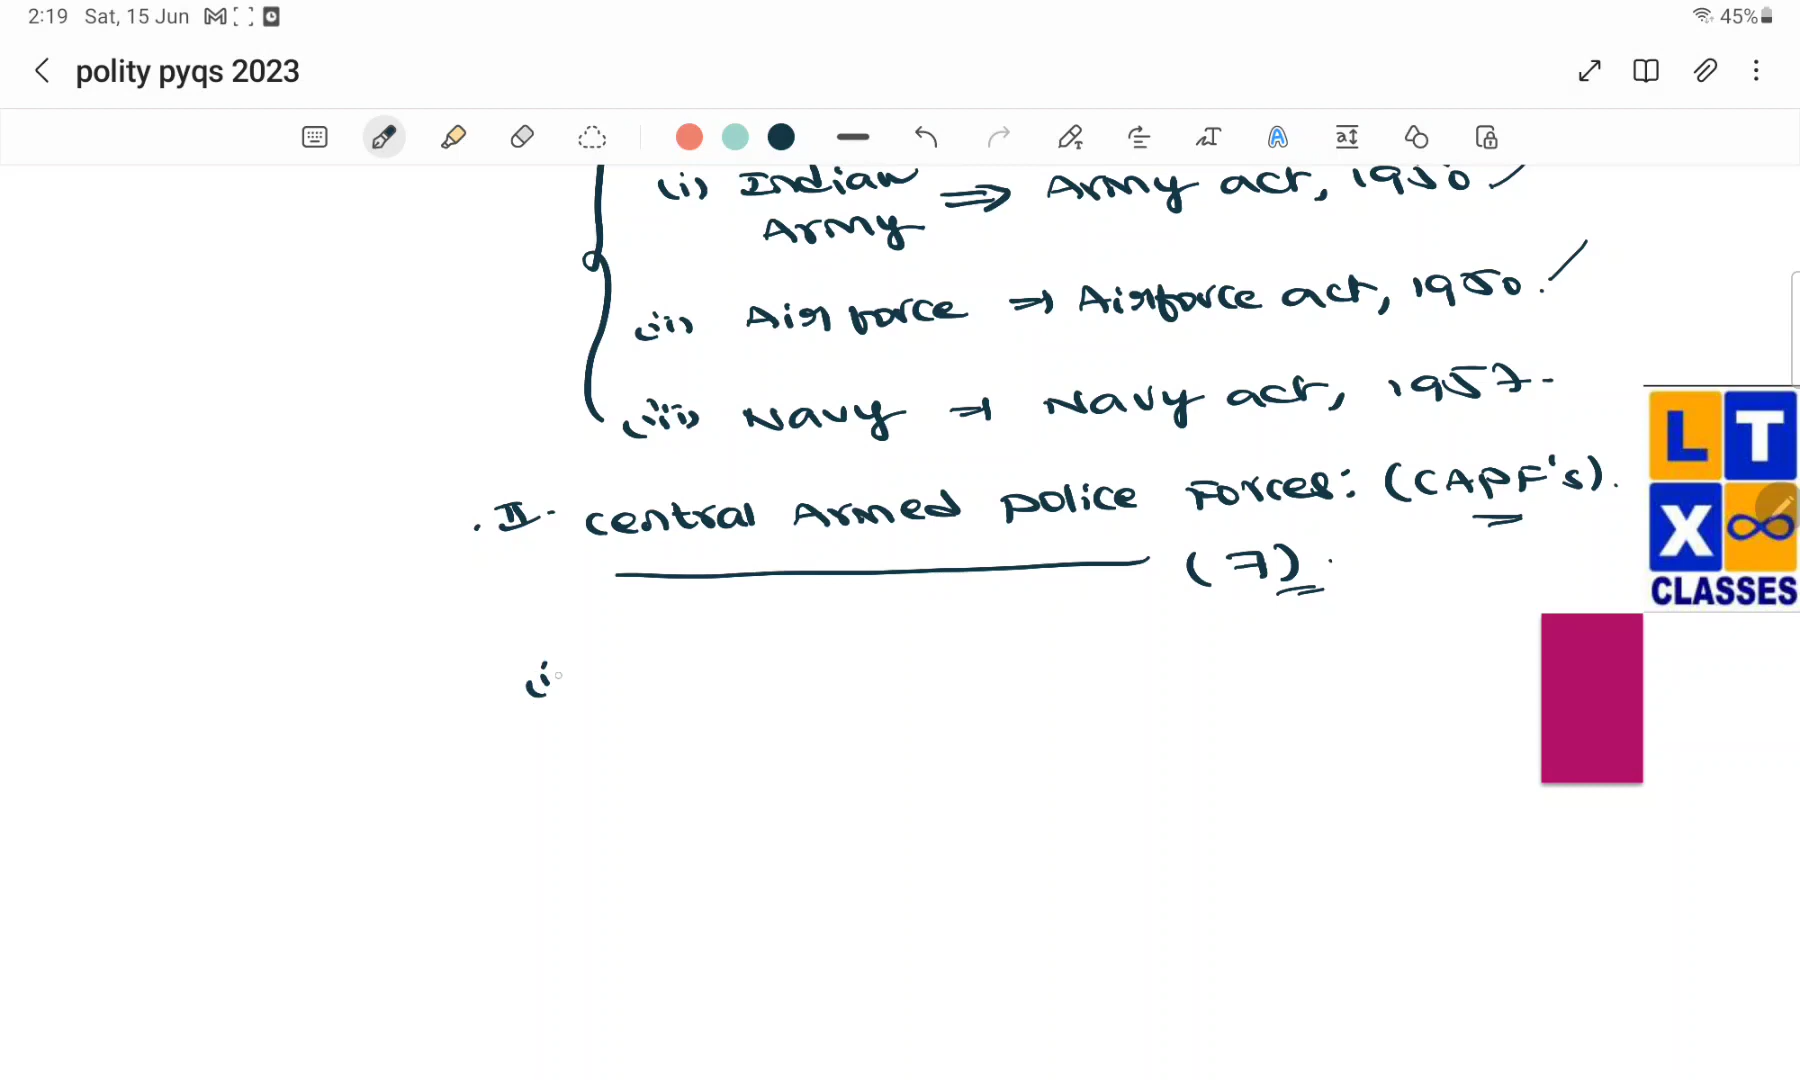 2:19 Sat, 15 Jun 45%
polity pyqs 2023
(i) Indian Army ⇒ Army act, 1950
(ii) Air force → Airforce act, 1950.
(iii) Navy → Navy act, 1957-
II. central Armed police Forces: (CAPF's).
(7).
(i
LT
X∞
CLASSES